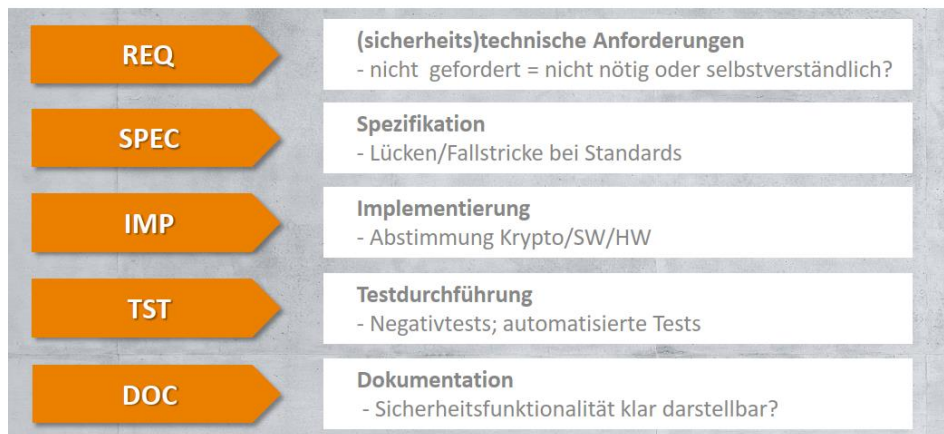 REQ
(sicherheits)technische Anforderungen
- nicht gefordert = nicht nötig oder selbstverständlich?
SPEC
Spezifikation
- Lücken/Fallstricke bei Standards
IMP
Implementierung
- Abstimmung Krypto/SW/HW
TST
Testdurchführung
- Negativtests; automatisierte Tests
DOC
Dokumentation
- Sicherheitsfunktionalität klar darstellbar?